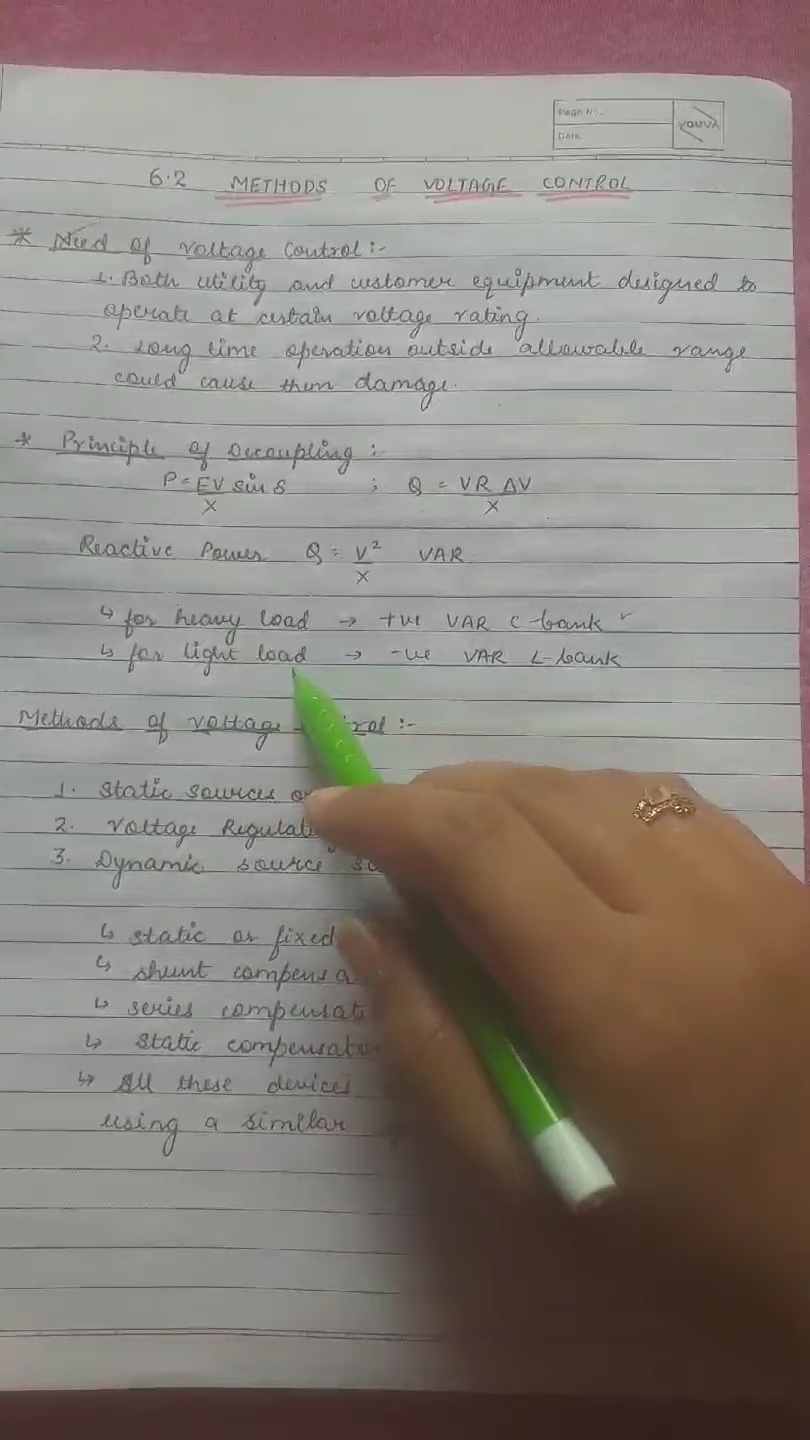 Page No.
Date.
YOUVA
6.2 METHODS OF VOLTAGE CONTROL
* Need of voltage control :-
1. Both utility and customer equipment designed to
operate at certain voltage rating.
2. Long time operation outside allowable range
could cause them damage.
* Principle of Decoupling :
P = EV sin δ / X ; Q = VR ΔV / X
Reactive Power Q = V² / X VAR
↳ for heavy load → +ve VAR C-bank
↳ for light load → -ve VAR L-bank
Methods of voltage :-
1. Static sources
2. Voltage
3. Dynamic source
↳ static or fixed
↳ shunt
↳ series
↳ static
↳ All these devices
using a similar